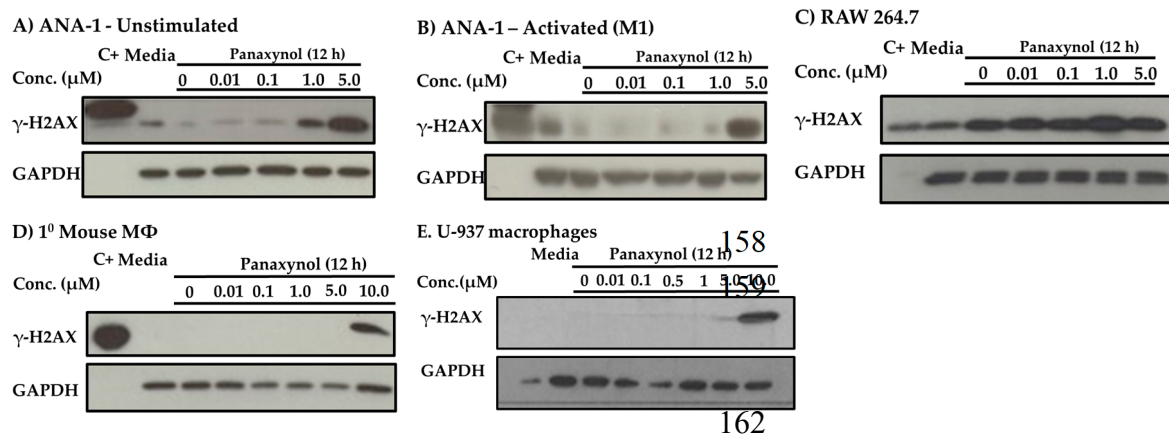 A) ANA-1 - Unstimulated
C+ Media Panaxynol (12 h)
Conc. (μM) 0 0.01 0.1 1.0 5.0
γ-H2AX
GAPDH
B) ANA-1 – Activated (M1)
C+ Media Panaxynol (12 h)
Conc. (μM) 0 0.01 0.1 1.0 5.0
γ-H2AX
GAPDH
C) RAW 264.7
C+ Media Panaxynol (12 h)
Conc. (μM) 0 0.01 0.1 1.0 5.0
γ-H2AX
GAPDH
D) 1⁰ Mouse MΦ
C+ Media Panaxynol (12 h)
Conc.(μM) 0 0.01 0.1 1.0 5.0 10.0
γ-H2AX
GAPDH
E. U-937 macrophages
158
Media Panaxynol (12 h)
Conc.(μM) 0 0.01 0.1 0.5 1 5.0 10.0
159
γ-H2AX
GAPDH
162